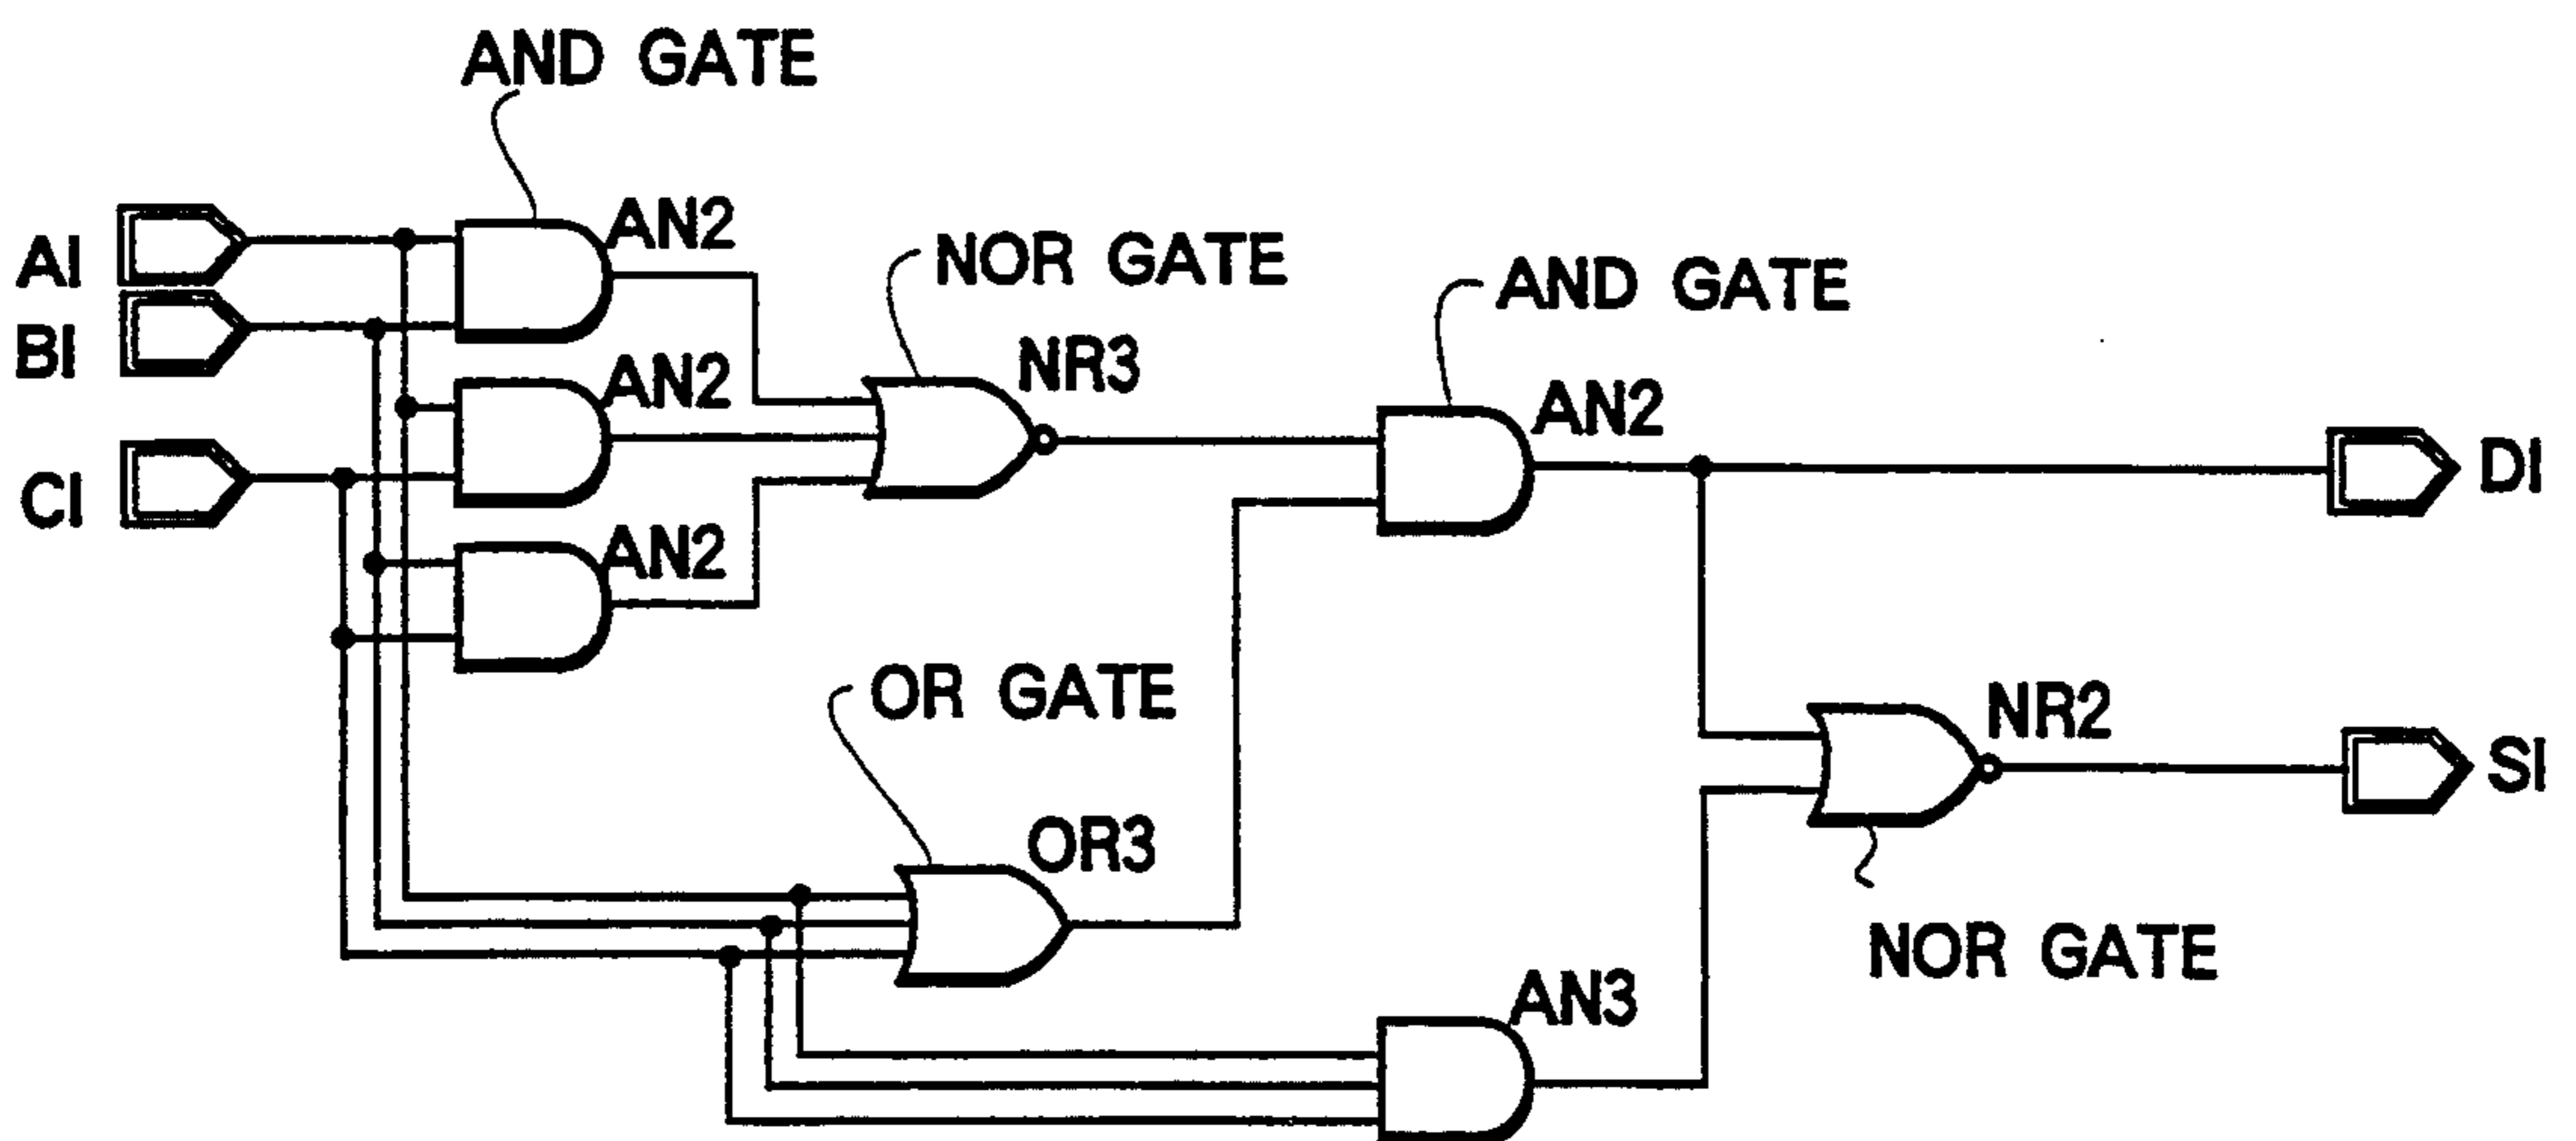 AND GATE
AN2
AI
NOR GATE
AND GATE
BI
NR3
AN2
AN2
DI
CI
AN2
OR GATE
NR2
SI
OR3
NOR GATE
AN3